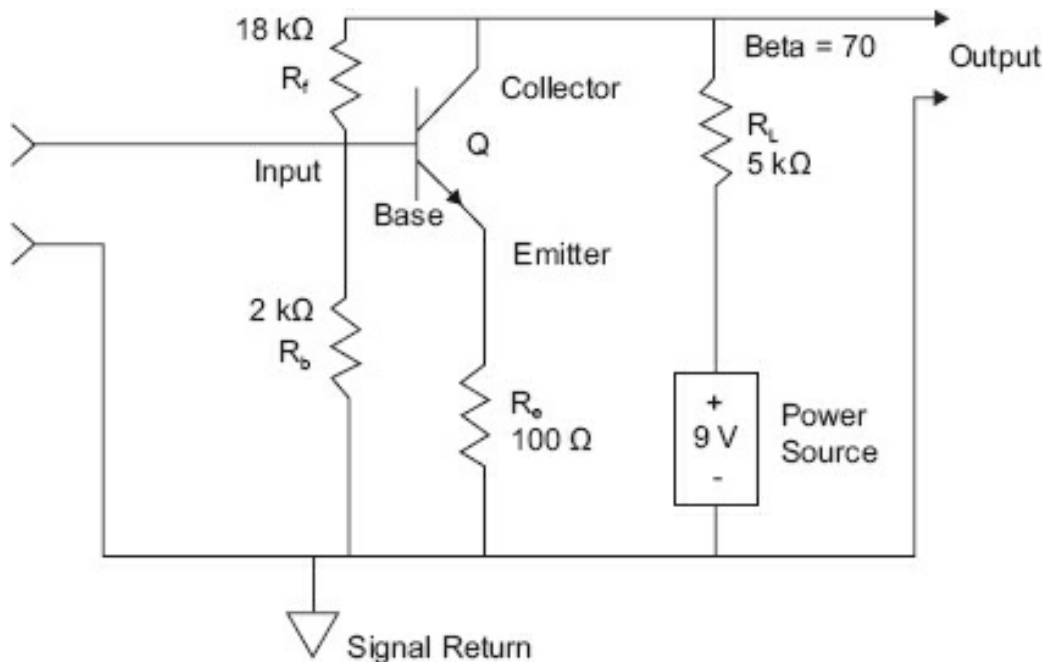 18 kΩ
Rf
Beta = 70
Output
Collector
RL
5 kΩ
Q
Input
Base
Emitter
2 kΩ
Rb
Re
100 Ω
+
9 V
-
Power
Source
Signal Return